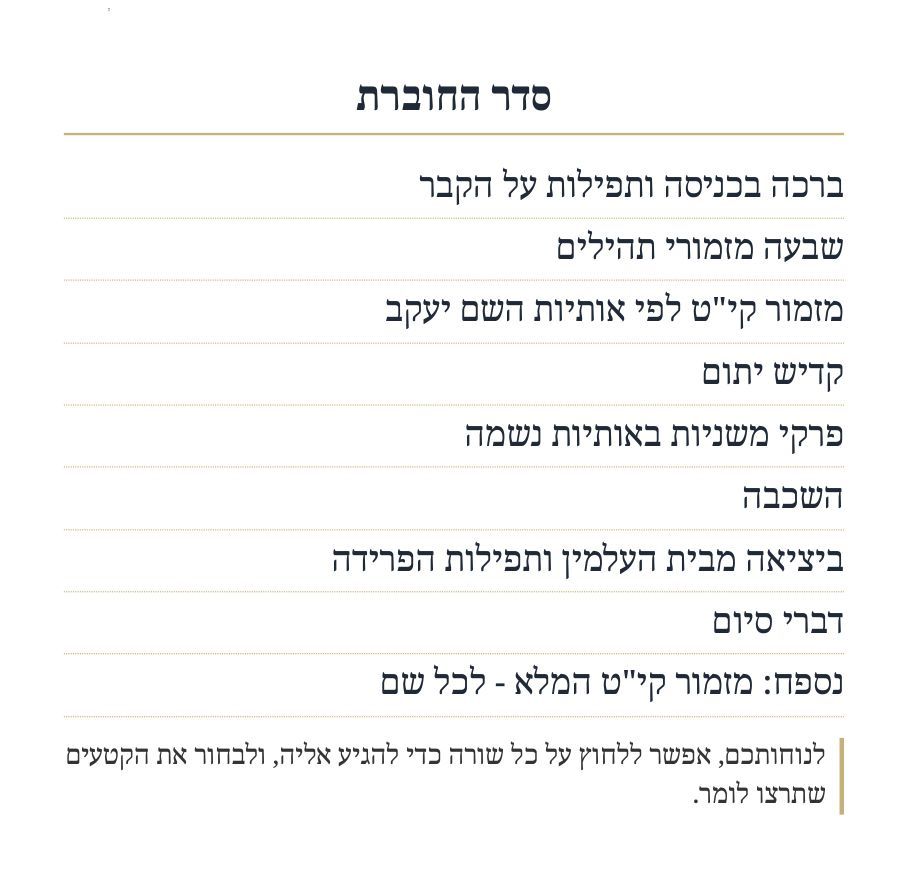 סדר החוברת
ברכה בכניסה ותפילות על הקבר
שבעה מזמורי תהילים
מזמור קי"ט לפי אותיות השם יעקב
קדיש יתום
פרקי משניות באותיות נשמה
השכבה
ביציאה מבית העלמין ותפילות הפרידה
דברי סיום
נספח: מזמור קי"ט המלא - לכל שם
לנוחותכם, אפשר ללחוץ על כל שורה כדי להגיע אליה, ולבחור את הקטעים
שתרצו לומר.